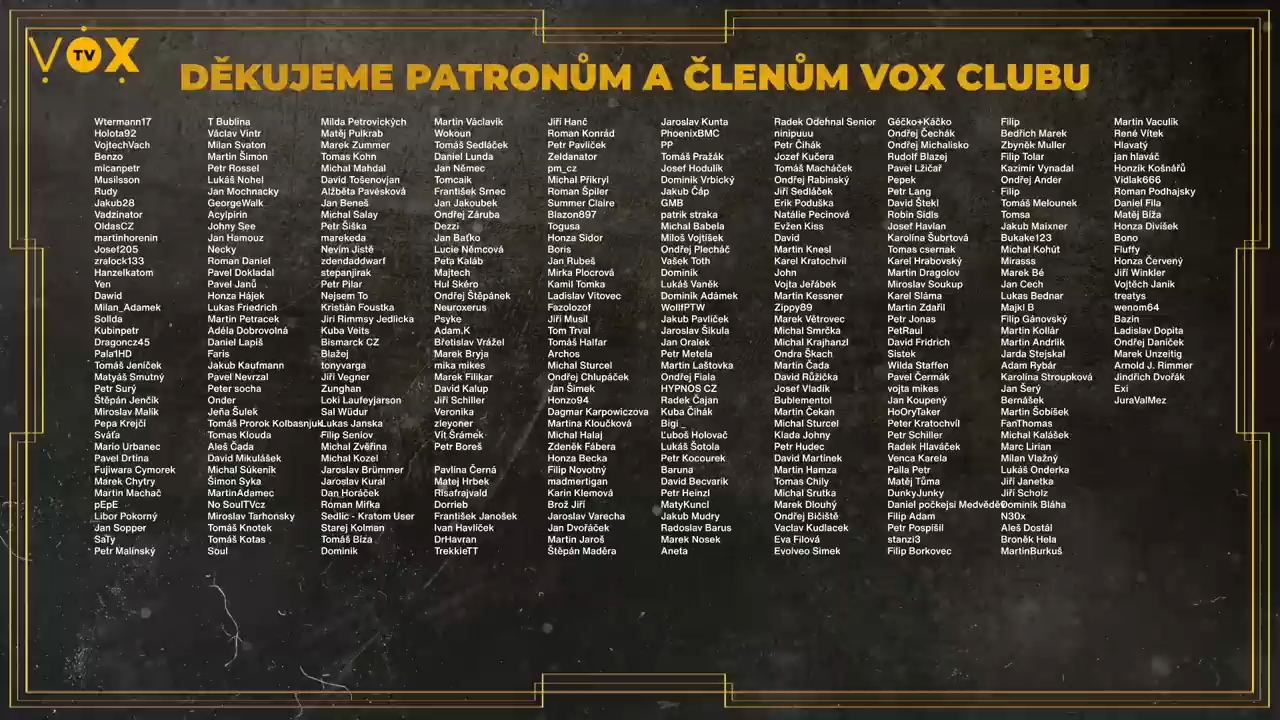 VOX TV
DĚKUJEME PATRONŮM A ČLENŮM VOX CLUBU
Wtermann17
Holota92
VojtechVach
Benzo
micanpetr
Musilsson
Rudy
Jakub28
Vadzinator
OldasCZ
martinhorenin
Josef205
zralock133
Hanzelkatom
Yen
Dawid
Milan_Adamek
Sollda
Kubinpetr
Dragoncz45
Pala1HD
Tomáš Jeníček
Matyáš Smutný
Petr Surý
Štěpán Jenčík
Miroslav Malík
Pepa Krejčí
Sváťa
Mario Urbanec
Pavel Drtina
Fujiwara Cymorek
Marek Chytry
Martin Machač
pEpE
Libor Pokorný
Jan Sopper
SaTy
Petr Malínský
T Bublina
Václav Vintr
Milan Svaton
Martin Šimon
Petr Rossel
Lukáš Nohel
Jan Mochnacky
GeorgeWalk
Acylpirin
Johny See
Jan Hamouz
Necky
Roman Daniel
Pavel Dokladal
Pavel Janů
Honza Hájek
Lukas Friedrich
Martin Petracek
Adéla Dobrovolná
Daniel Lapiš
Faris
Jakub Kaufmann
Pavel Nevrzal
Peter socha
Onder
Jeňa Šulek
Tomáš Prorok Kolbasnjuk
Tomas Klouda
Aleš Čada
David Mikulášek
Michal Súkeník
Šimon Syka
MartinAdamec
No SoulTVcz
Miroslav Tarhonsky
Tomáš Knotek
Tomáš Kotas
Soul
Milda Petrovických
Matěj Pulkrab
Marek Zummer
Tomas Kohn
Michal Mahdal
David Tošenovjan
Alžběta Pavésková
Jan Beneš
Michal Salay
Petr Šiška
marekeda
Nevím Jistě
zdendaddwarf
stepanjirak
Petr Pilar
Nejsem To
Kristián Foustka
Jiří Rimmsy Jedlicka
Kuba Veits
Bismarck CZ
Blažej
tonyvarga
Jiří Vegner
Zunghan
Loki Laufeyjarson
Sal Wüdur
Lukas Janska
Filip Seniov
Michal Zvěřina
Michal Kozel
Jaroslav Brümmer
Jaroslav Kural
Dan Horáček
Roman Mifka
Sedlic - Kratom User
Starej Kolman
Tomáš Bíza
Dominik
Martin Václavik
Wokoun
Tomáš Sedláček
Daniel Lunda
Jan Němec
Tomcaik
František Srnec
Jan Jakoubek
Ondřej Záruba
Dezzi
Jan Baťko
Lucie Němcová
Peťa Kaláb
Majtech
Hul Skéro
Ondřej Štěpánek
Neuroxerus
Psyke
Adam.K
Břetislav Vrážel
Marek Bryja
mika mikes
Marek Filikar
David Kalup
Jiří Schiller
Veronika
zleyoner
Vít Šrámek
Petr Boreš
Pavlína Černá
Matej Hrbek
Risafrajvald
Dorrieb
František Janošek
Ivan Havlíček
DrHavran
TrekkieTT
Jiří Hanč
Roman Konrád
Petr Pavlíček
Zeldanator
pm_cz
Michal Přikryl
Roman Špiler
Summer Claire
Blazon897
Togusa
Honza Sidor
Boris
Jan Rubeš
Mirka Plocrová
Kamil Tomka
Ladislav Vitovec
Fazolozof
Jiří Musil
Tom Trval
Tomáš Halfar
Archos
Michal Sturcel
Ondřej Chlupáček
Jan Šimek
Honzo94
Dagmar Karpowiczova
Martina Kloučková
Michal Halaj
Zdeněk Fábera
Honza Becka
Filip Novotný
madmertigan
Karin Klemová
Brož Jiří
Jaroslav Varecha
Jan Dvořáček
Martin Jaroš
Štěpán Maděra
Jaroslav Kunta
PhoenixBMC
PP
Tomáš Pražák
Josef Hodulík
Dominik Vrbický
Jakub Čáp
GMB
patrik straka
Michal Babela
Miloš Vojtíšek
Ondřej Plecháč
Vašek Toth
Dominik
Lukáš Vaněk
Dominik Adámek
WolfPTW
Jakub Pavlíček
Jaroslav Šikula
Jan Oralek
Petr Metela
Martin Laštovka
Ondřej Fiala
HYPNOS CZ
Radek Čajan
Kuba Čihák
Bigi _
Ľuboš Holovač
Lukáš Šotola
Petr Kocourek
Baruna
David Becvarik
Petr Heinzl
MatyKuncl
Jakub Mudry
Radoslav Barus
Marek Nosek
Aneta
Radek Odehnal Senior
ninipuuu
Petr Čihák
Jozef Kučera
Tomáš Macháček
Ondřej Rabinský
Jiří Sedláček
Erik Poduška
Natálie Pecinová
Evžen Kiss
David
Martin Knesl
Karel Kratochvíl
John
Vojta Jeřábek
Martin Kessner
Zippy89
Marek Větrovec
Michal Smrčka
Michal Krajhanzl
Ondra Škach
Martin Čada
David Růžička
Josef Vladík
Bublementol
Martin Čekan
Michal Sturcel
Klada Johny
Petr Hudec
David Martinek
Martin Hamza
Tomas Chily
Michal Srutka
Marek Dlouhý
Ondřej Bičiště
Vaclav Kudlacek
Eva Filová
Evolveo Simek
Géčko+Káčko
Ondřej Čechák
Ondřej Michalisko
Rudolf Blazej
Pavel Lžičař
Pepek
Petr Lang
David Štekl
Robin Sidls
Josef Havlan
Karolína Šubrtová
Tomas csernak
Karel Hrabovský
Martin Dragolov
Miroslav Soukup
Karel Sláma
Martin Zdařil
Petr Jonas
PetRaul
David Fridrich
Sistek
Wilda Staffen
Pavel Čermák
vojta mikes
Jan Koupený
HoOryTaker
Peter Kratochvíl
Petr Schiller
Radek Hlaváček
Venca Karela
Palla Petr
Matěj Tůma
DunkyJunky
Daniel počkejsi Medvěděv
Filip Adam
Petr Pospíšil
stanzi3
Filip Borkovec
Filip
Bedřich Marek
Zbyněk Muller
Filip Tolar
Kazimír Vynadal
Ondřej Ander
Filip
Tomáš Melounek
Tomsa
Jakub Maixner
Bukake123
Michal Kohút
Mirasss
Marek Bé
Jan Cech
Lukas Bednar
Majkl B
Filip Gánovský
Martin Kollár
Martin Andrlik
Jarda Stejskal
Adam Rybár
Karolína Stroupková
Jan Šerý
Bernášek
Martin Šobíšek
FanThomas
Michal Kalášek
Marc Lirian
Milan Vlažný
Lukáš Onderka
Jiří Janetka
Jiří Scholz
Dominik Bláha
N30x
Aleš Dostál
Broněk Hela
MartinBurkuš
Martin Vaculík
René Vítek
Hlavatý
jan hlaváč
Honzík Košnářů
Vidlak666
Roman Podhajsky
Daniel Fila
Matěj Bíža
Honza Divíšek
Bono
Fluffy
Honza Červený
Jiří Winkler
Vojtěch Janík
treatys
wenom64
Bazin
Ladislav Dopita
Ondřej Daníček
Marek Unzeitig
Arnold J. Rimmer
Jindřich Dvořák
Exi
JuraValMez